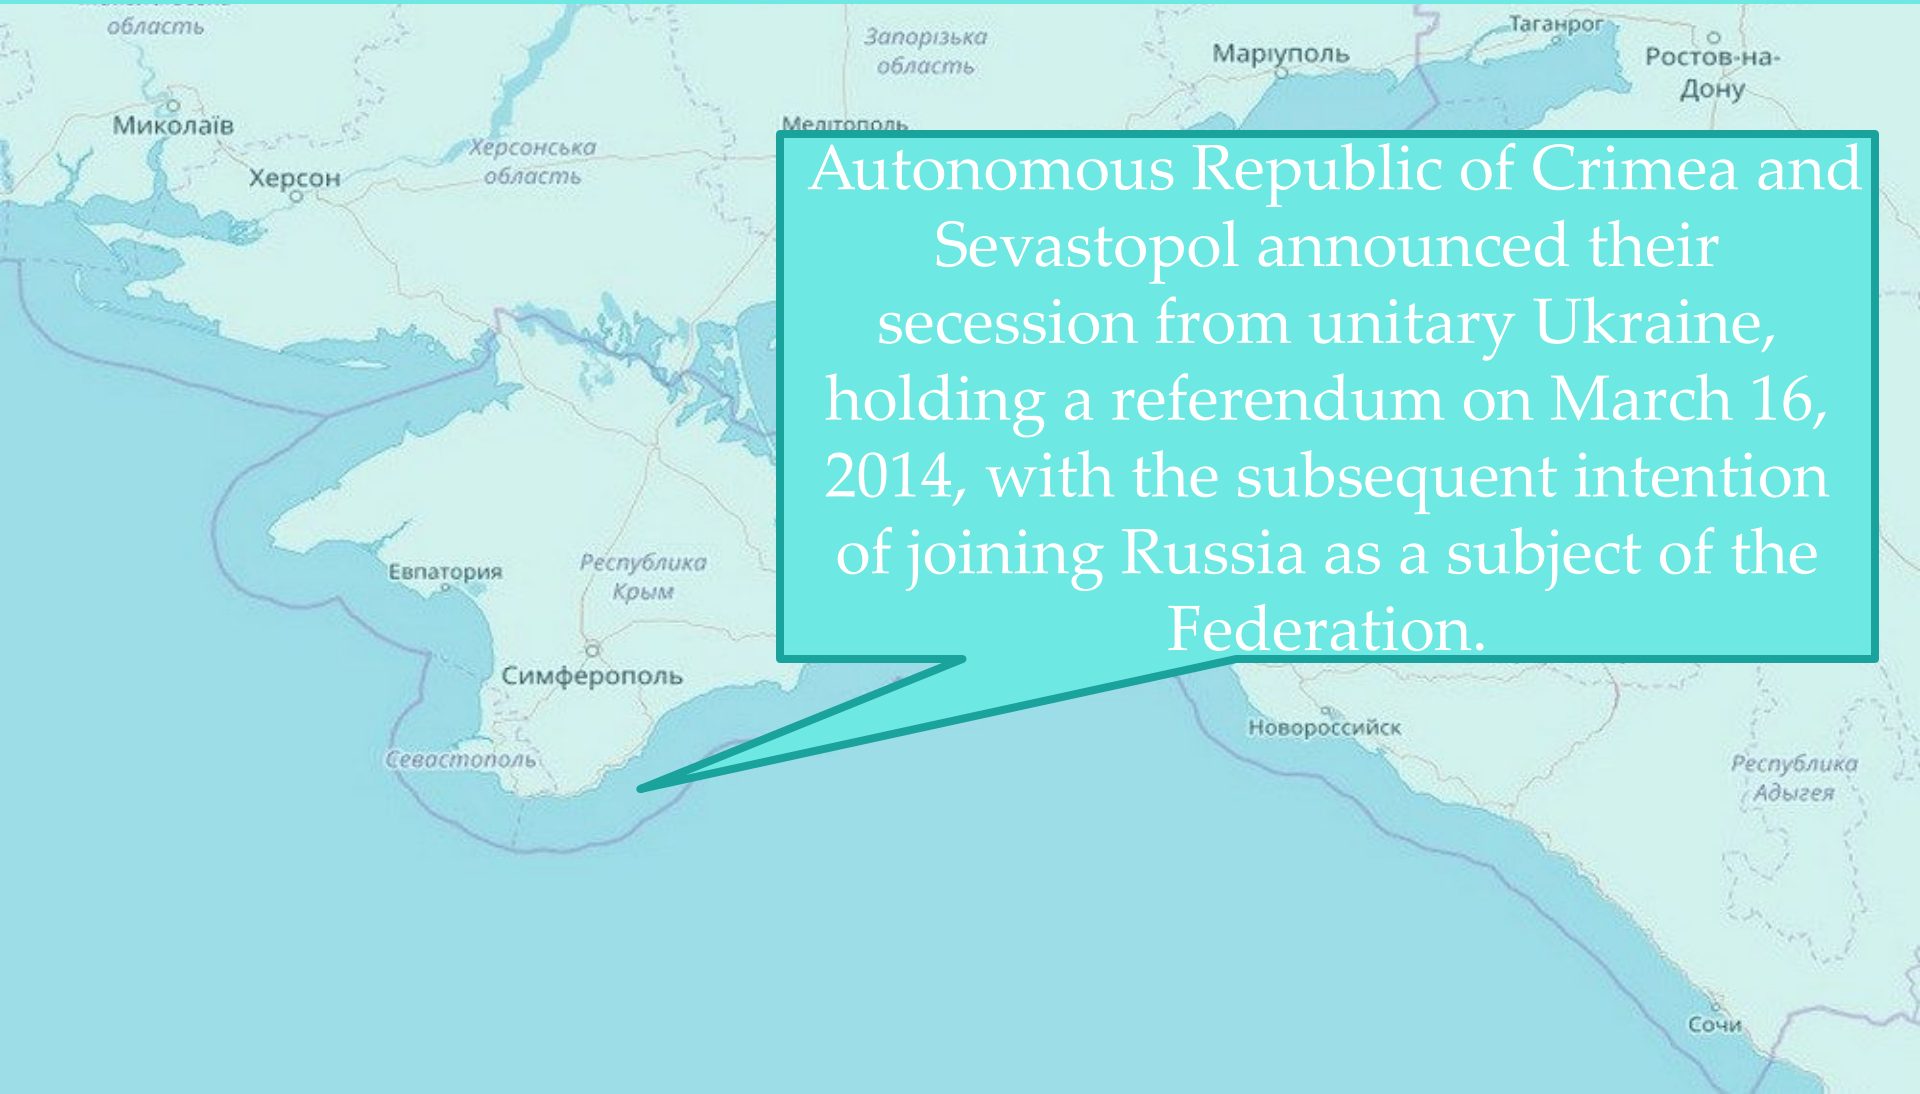 область
Запорізька
область
Маріуполь
Таганрог
Ростов-на-
Дону
Миколаїв
Херсон
Херсонська
область
Мелітополь
Autonomous Republic of Crimea and
Sevastopol announced their
secession from unitary Ukraine,
holding a referendum on March 16,
2014, with the subsequent intention
of joining Russia as a subject of the
Federation.
Евпатория
Республика
Крым
Симферополь
Севастополь
Новороссийск
Республика
Адыгея
Сочи